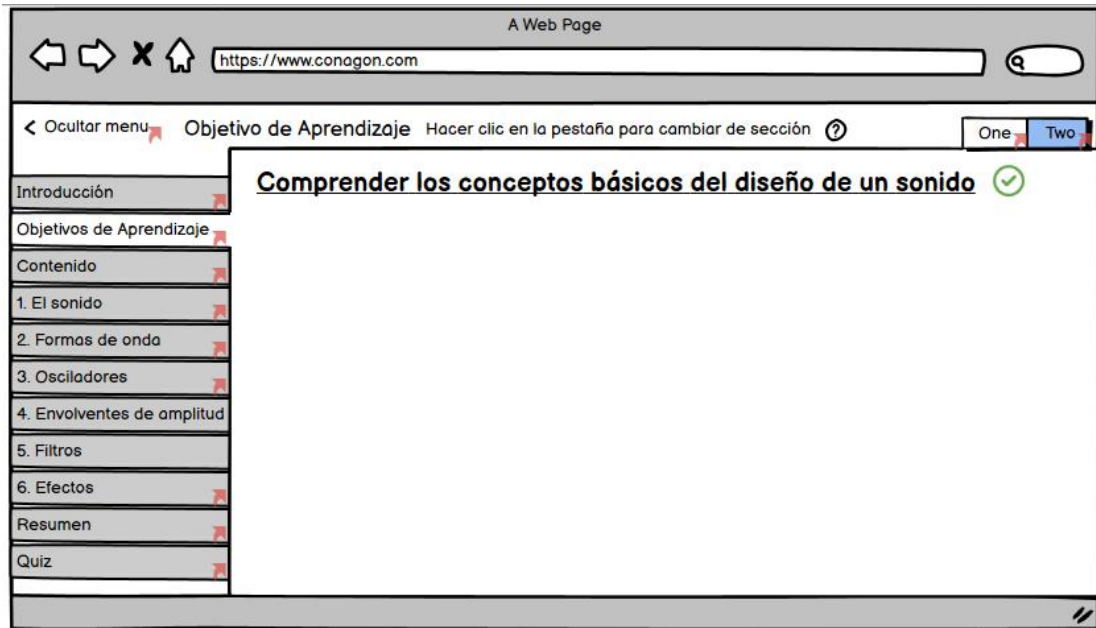 A Web Page
https://www.conagon.com
Ocultar menu
Objetivo de Aprendizaje Hacer clic en la pestaña para cambiar de sección ?
One Two
Comprender los conceptos básicos del diseño de un sonido
Introducción
Objetivos de Aprendizaje
Contenido
1. El sonido
2. Formas de onda
3. Osciladores
4. Envolventes de amplitud
5. Filtros
6. Efectos
Resumen
Quiz